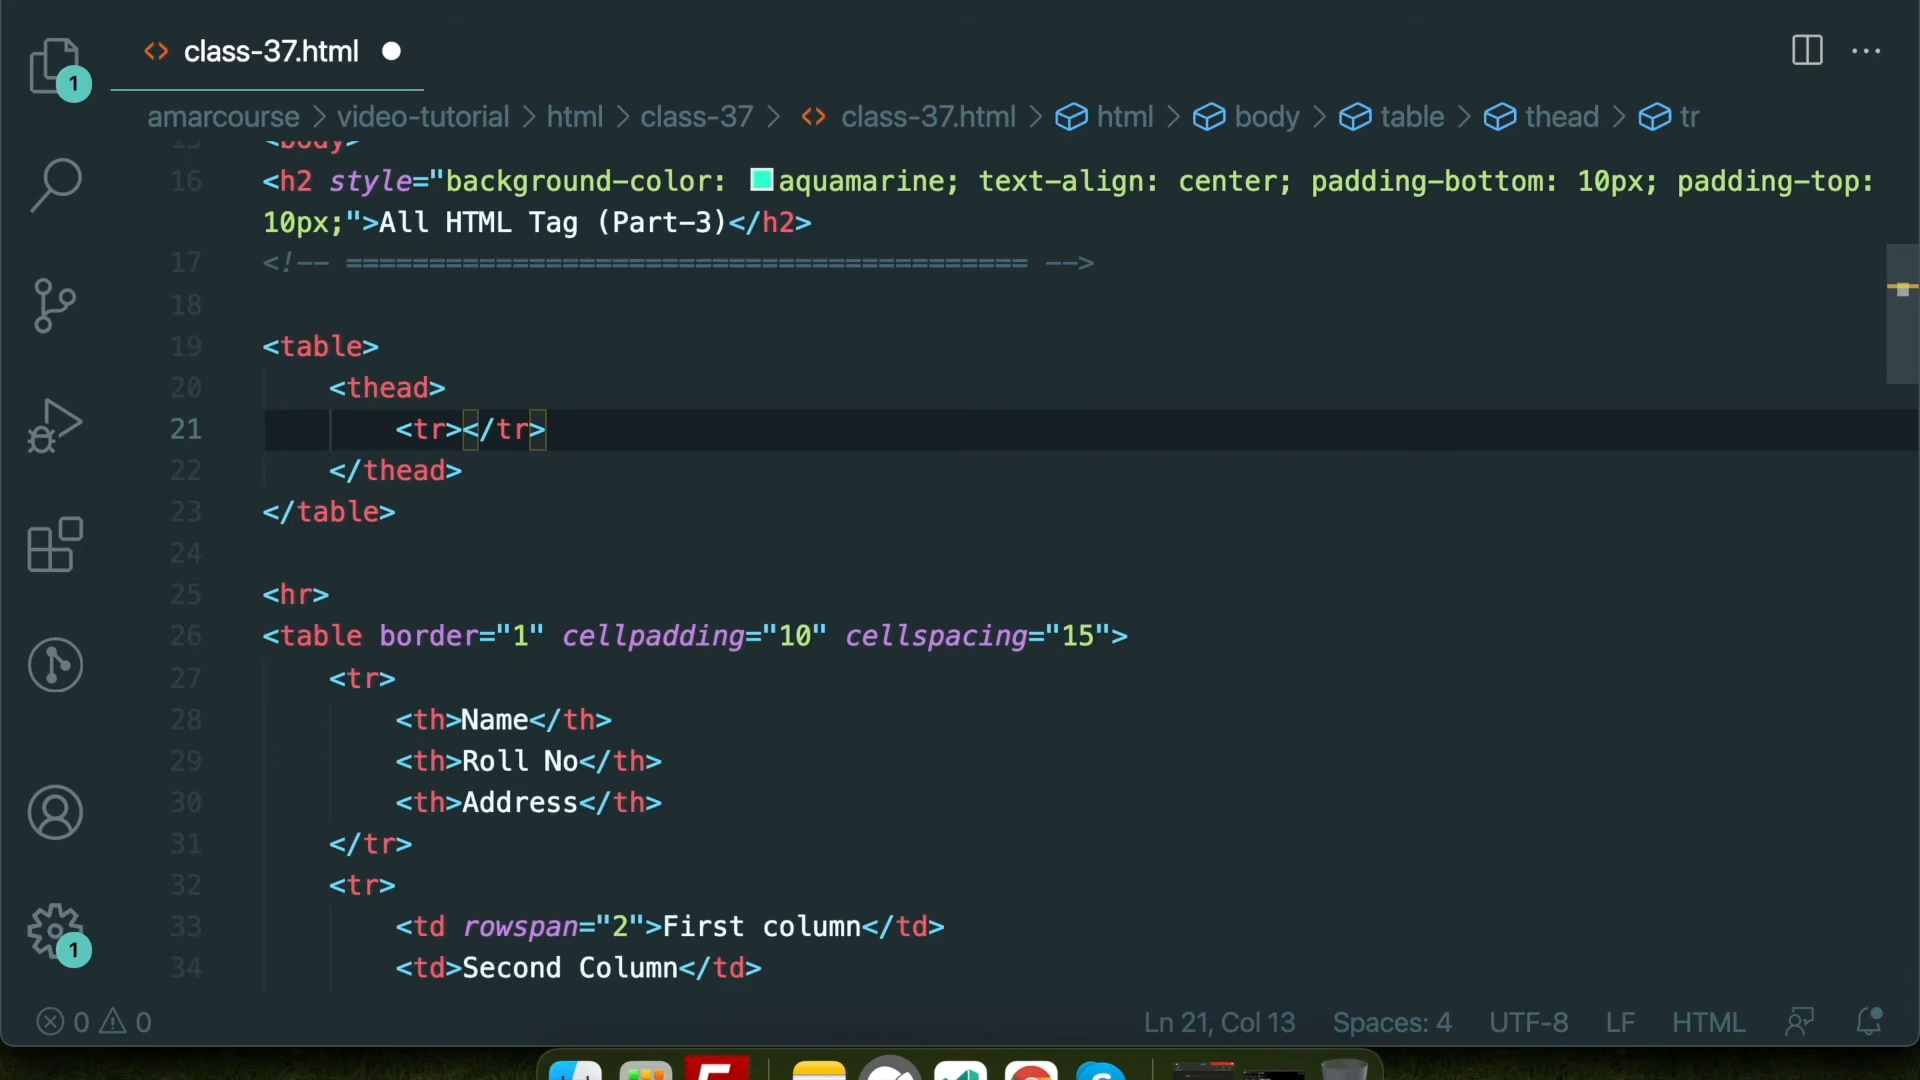 class-37.html
1
amarcourse > video-tutorial > html > class-37 > class-37.html > html > body > table > thead > tr
15 <body>
16 <h2 style="background-color: aquamarine; text-align: center; padding-bottom: 10px; padding-top:
10px;">All HTML Tag (Part-3)</h2>
17 <!-- ========================================= -->
18
19 <table>
20 <thead>
21 <tr></tr>
22 </thead>
23 </table>
24
25 <hr>
26 <table border="1" cellpadding="10" cellspacing="15">
27 <tr>
28 <th>Name</th>
29 <th>Roll No</th>
30 <th>Address</th>
31 </tr>
32 <tr>
33 <td rowspan="2">First column</td>
34 <td>Second Column</td>
1
0 0 Ln 21, Col 13 Spaces: 4 UTF-8 LF HTML